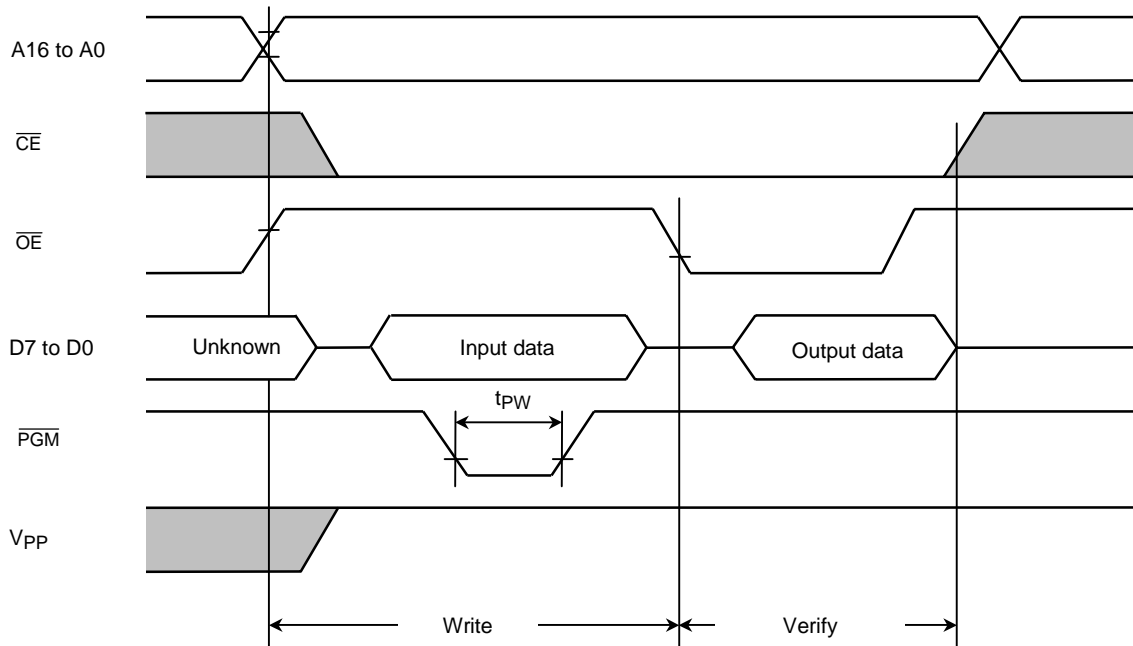 A16 to A0
CE
OE
D7 to D0 Unknown Input data Output data
tPW
PGM
VPP
Write Verify